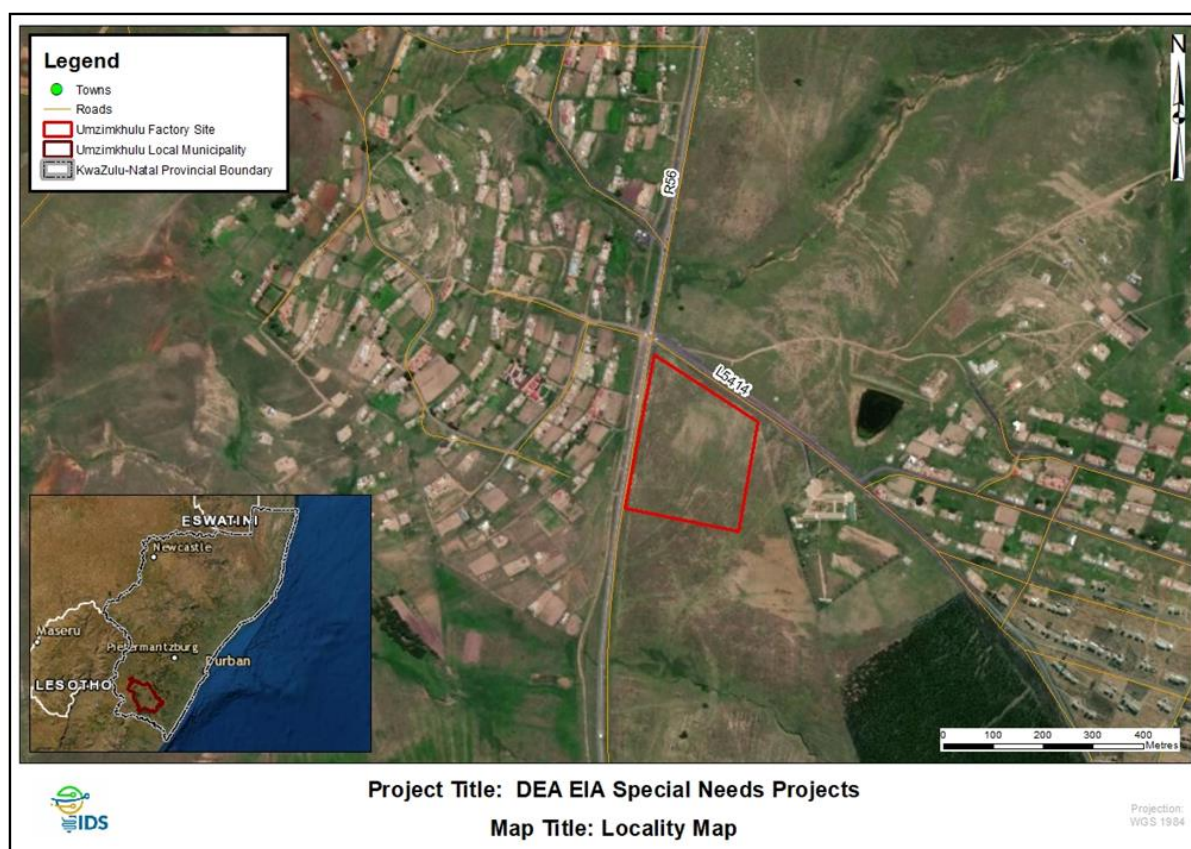 Legend
Towns
Roads
Umzimkhulu Factory Site
Umzimkhulu Local Municipality
KwaZulu-Natal Provincial Boundary
N
R56
L5414
ESWATINI
Newcastle
Maseru
Pietermaritzburg
Durban
LESOTHO
0 100 200 300 400
Metres
Project Title: DEA EIA Special Needs Projects
Map Title: Locality Map
IDS
Projection:
WGS 1984